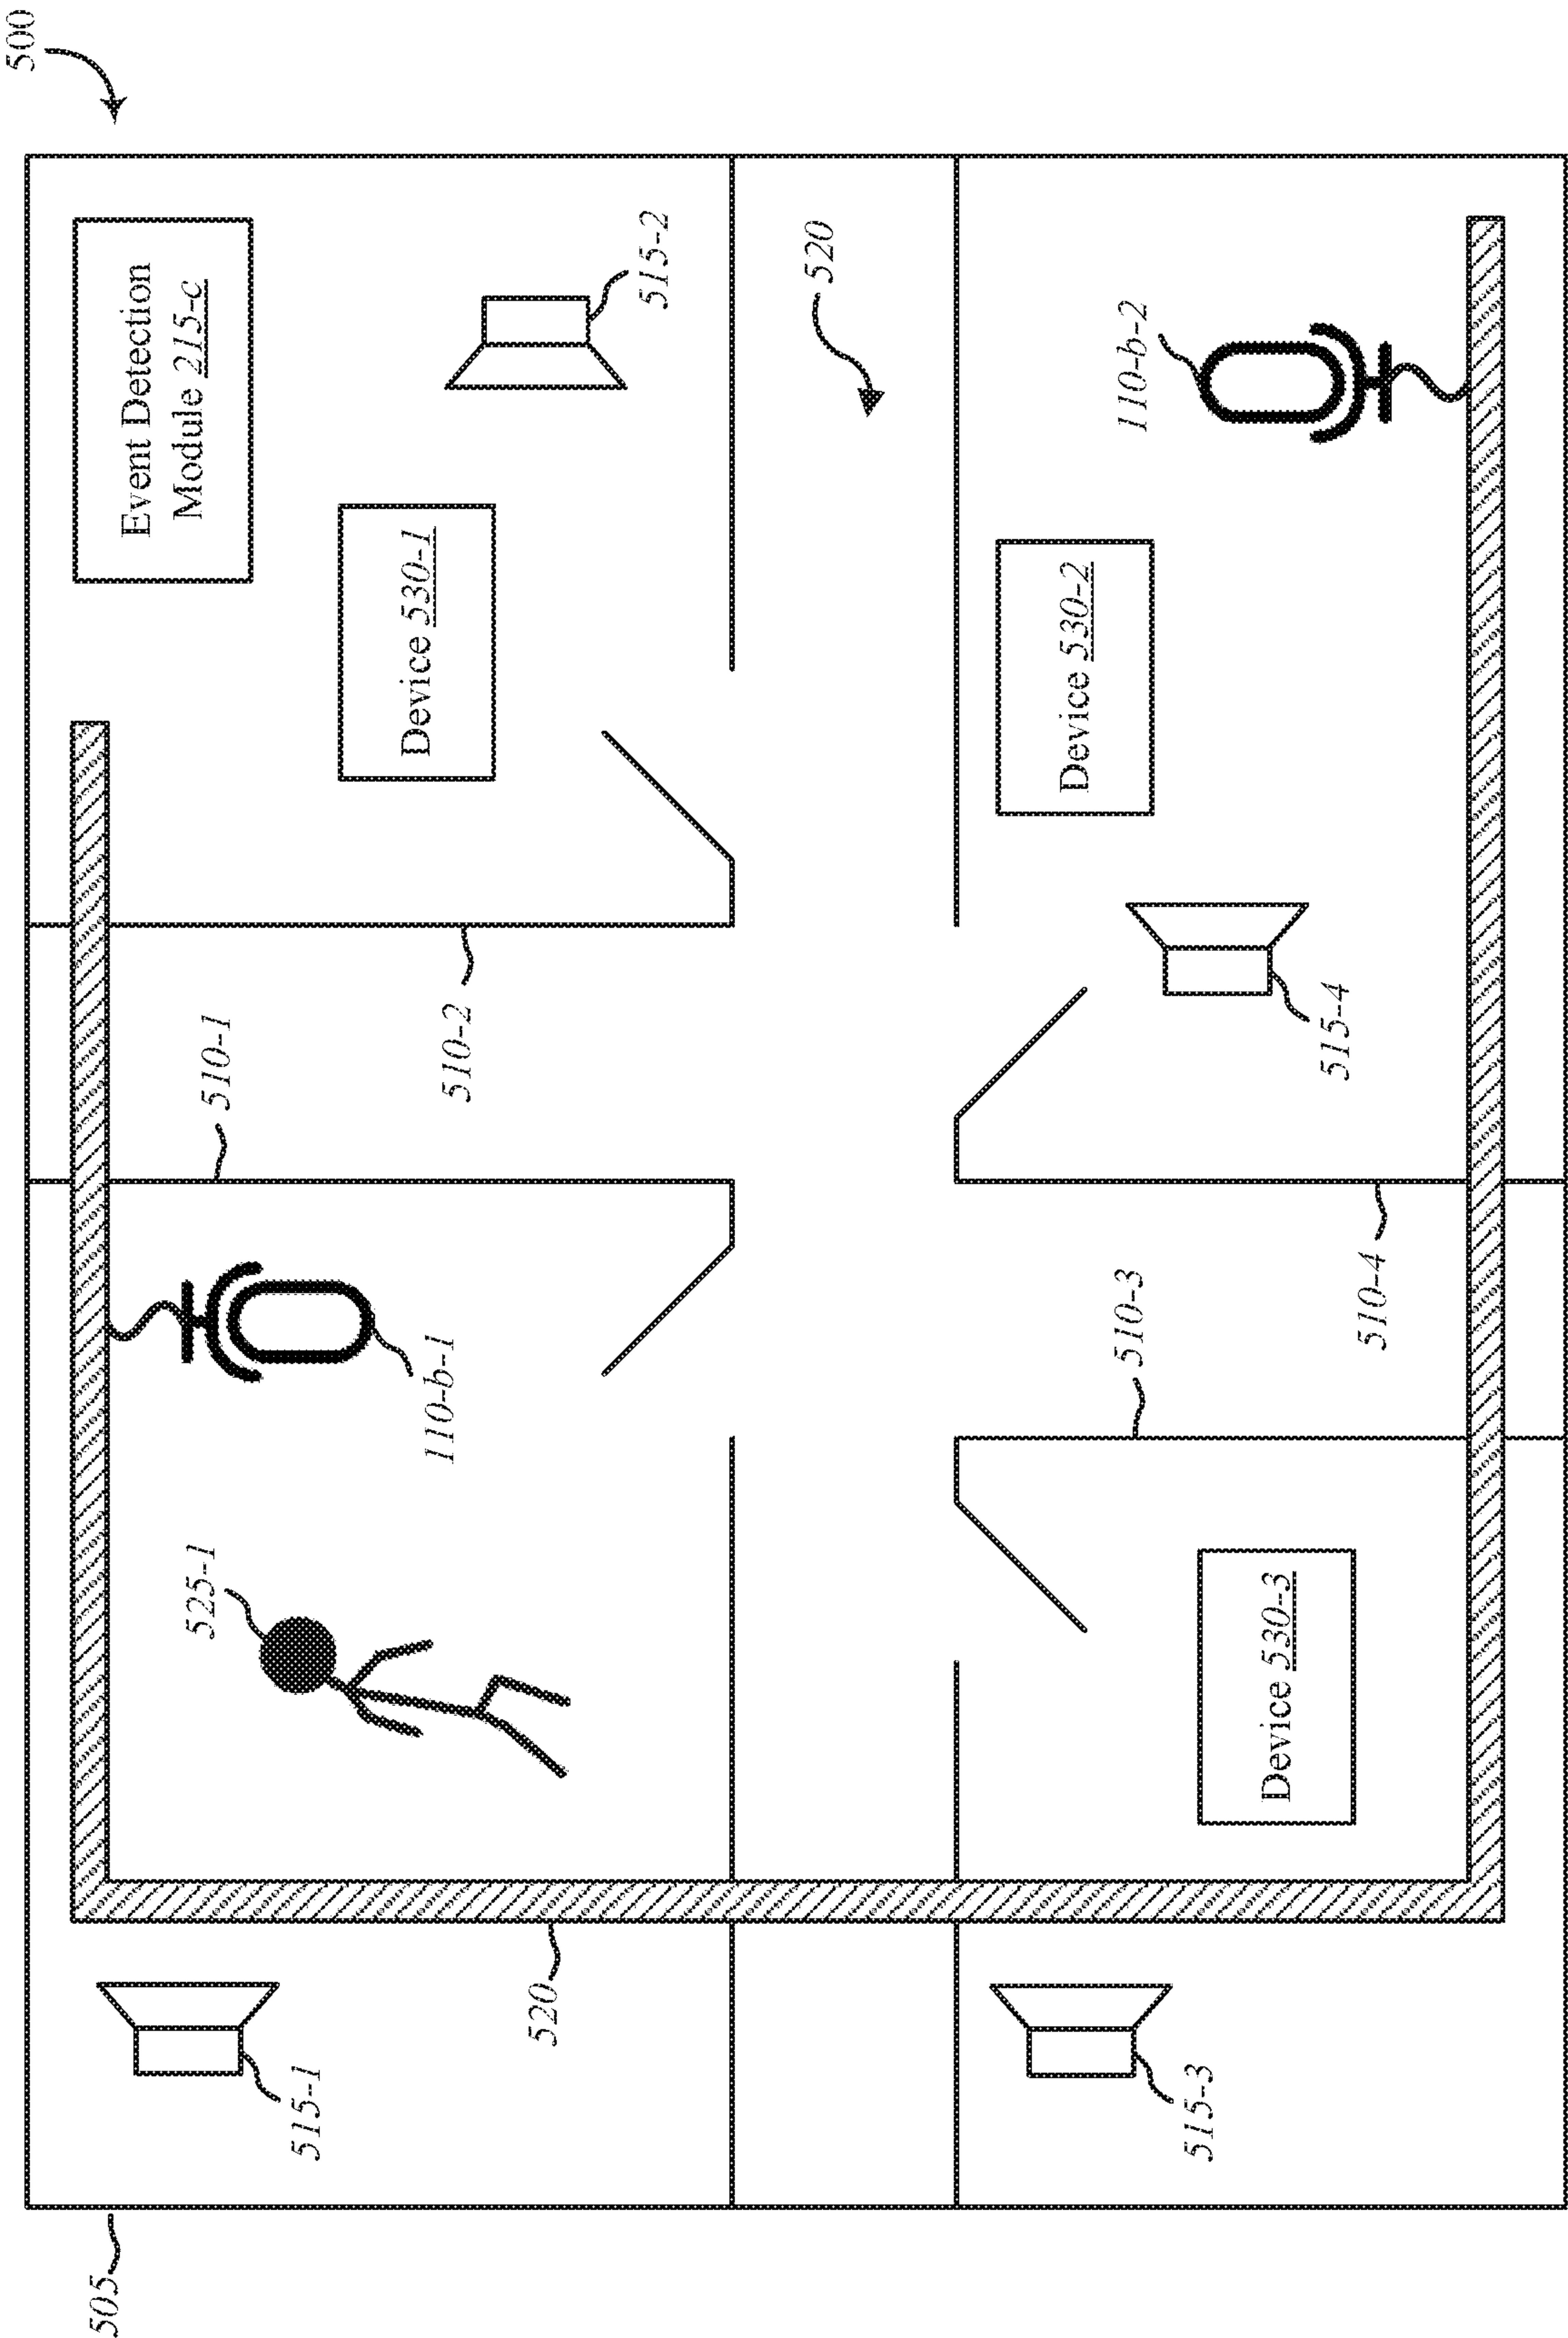 500
505
Event Detection
Module 215-c
525-1
510-1
515-1
Device 530-1
110-b-1
510-2
520
515-2
520
Device 530-2
510-3
110-b-2
515-3
Device 530-3
515-4
510-4